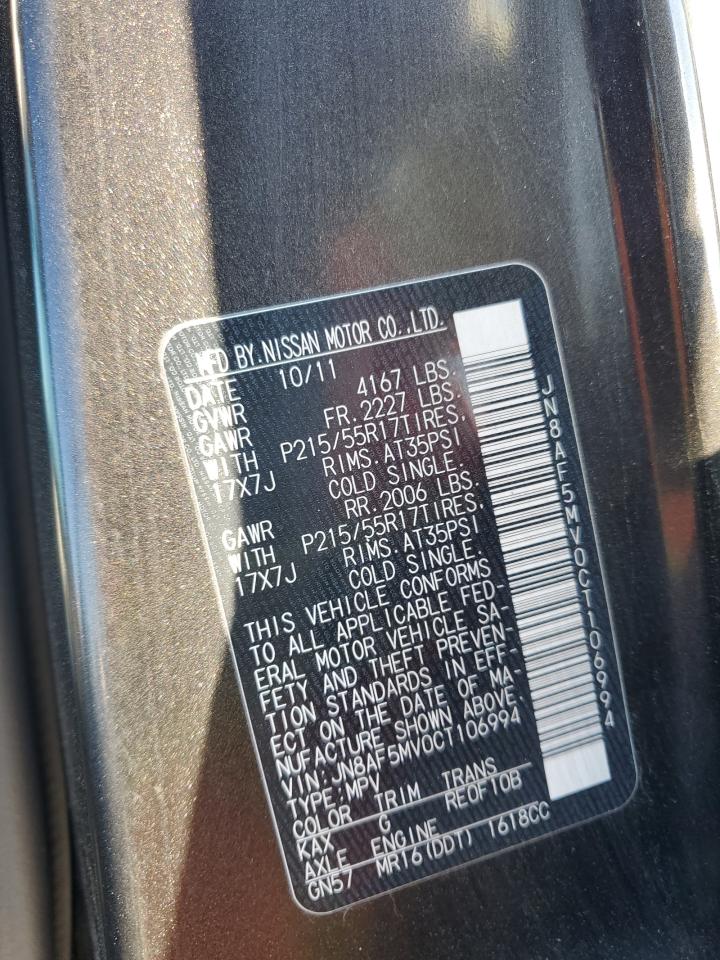 MFD BY.NISSAN MOTOR CO.,LTD.
DATE 10/11
GVWR 4167 LBS.
GAWR FR.2227 LBS.
WITH P215/55R17TIRES,
17X7J RIMS.AT35PSI
COLD SINGLE.
GAWR RR.2006 LBS.
WITH P215/55R17TIRES.
17X7J RIMS.AT35PSI
COLD SINGLE.
THIS VEHICLE CONFORMS
TO ALL APPLICABLE FED-
ERAL MOTOR VEHICLE SA-
FETY AND THEFT PREVEN-
TION STANDARDS IN EFF-
ECT ON THE DATE OF MA-
NUFACTURE SHOWN ABOVE.
VIN:JN8AF5MV0CT106994
TYPE:MPV
COLOR TRIM TRANS
KAX G RE0F10B
AXLE ENGINE
GN57 MR16(DDT) 1618CC
JN8AF5MV0CT106994